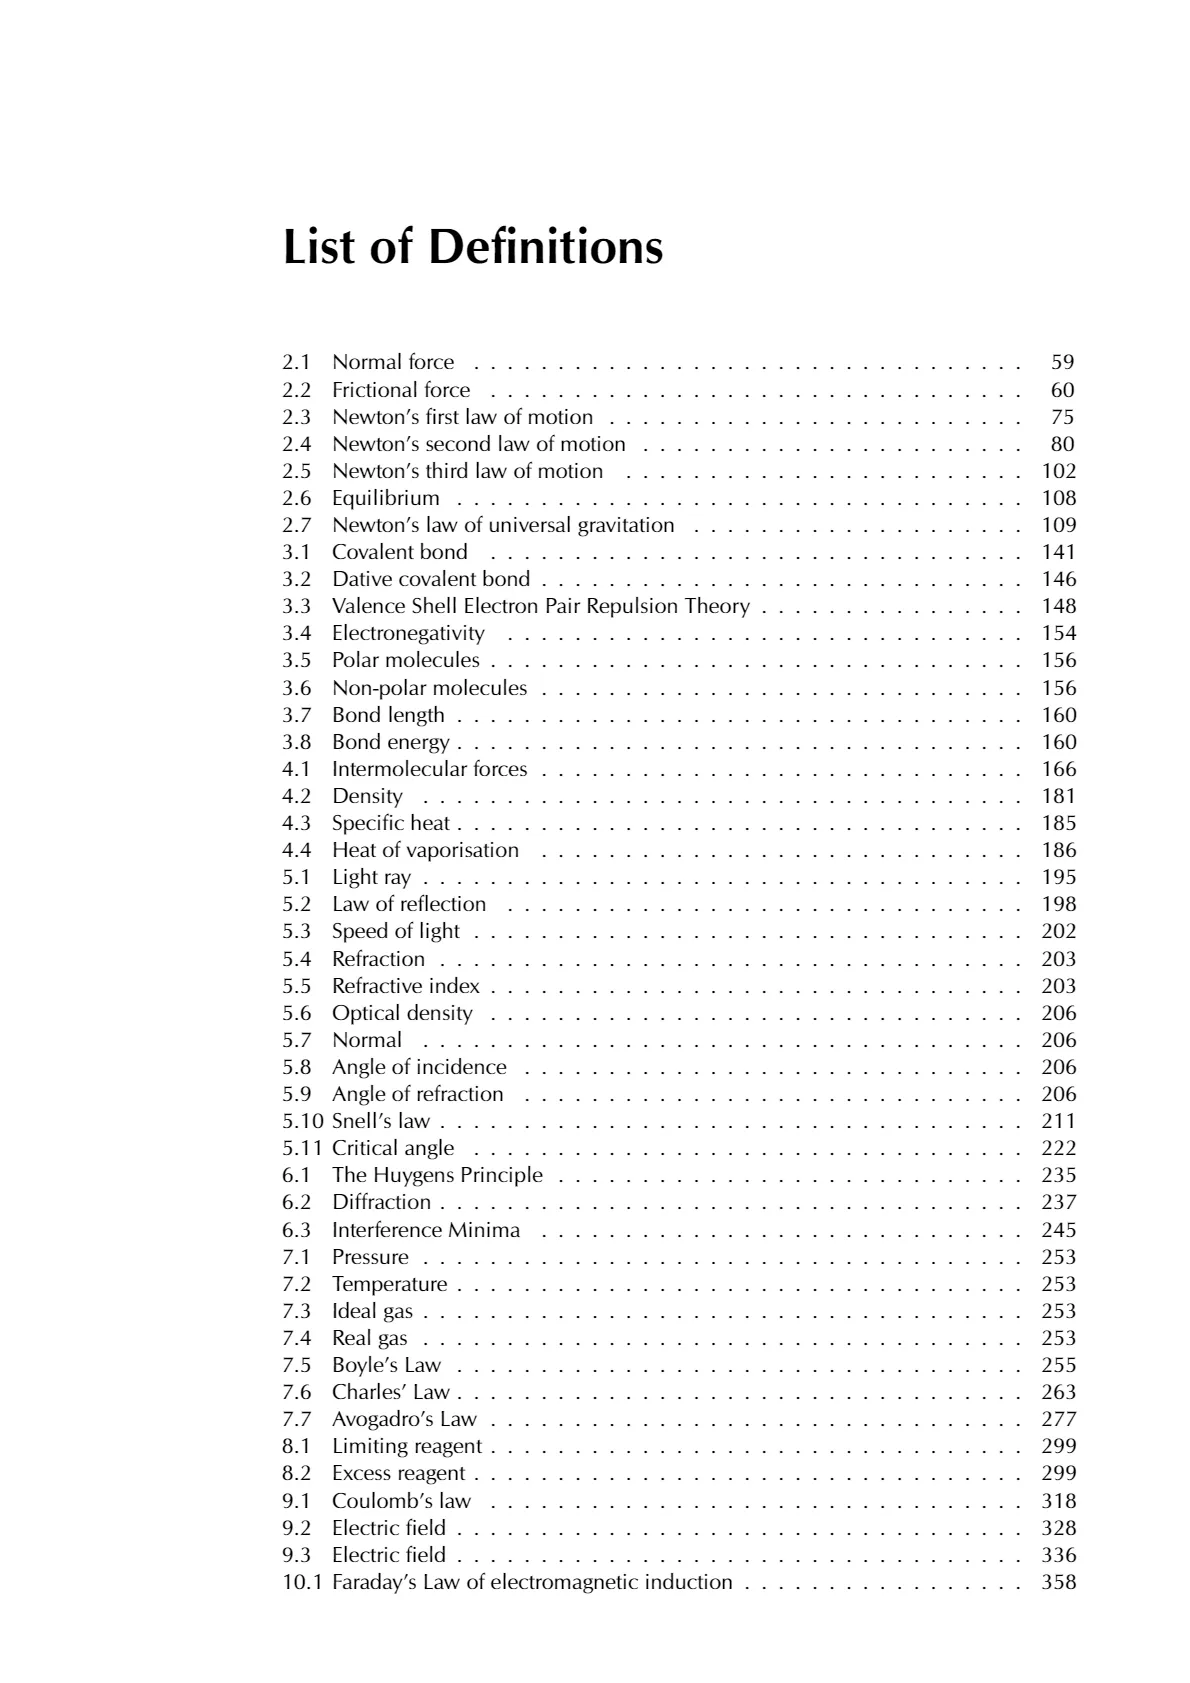 List of Definitions
2.1 Normal force . . . . . . . . . . . . . . . . . . . . . . . . . . . . . . . . . 59
2.2 Frictional force . . . . . . . . . . . . . . . . . . . . . . . . . . . . . . . . 60
2.3 Newton’s first law of motion . . . . . . . . . . . . . . . . . . . . . . . . . 75
2.4 Newton’s second law of motion . . . . . . . . . . . . . . . . . . . . . . . 80
2.5 Newton’s third law of motion . . . . . . . . . . . . . . . . . . . . . . . . 102
2.6 Equilibrium . . . . . . . . . . . . . . . . . . . . . . . . . . . . . . . . . . 108
2.7 Newton’s law of universal gravitation . . . . . . . . . . . . . . . . . . . . 109
3.1 Covalent bond . . . . . . . . . . . . . . . . . . . . . . . . . . . . . . . . 141
3.2 Dative covalent bond . . . . . . . . . . . . . . . . . . . . . . . . . . . . . 146
3.3 Valence Shell Electron Pair Repulsion Theory . . . . . . . . . . . . . . . . 148
3.4 Electronegativity . . . . . . . . . . . . . . . . . . . . . . . . . . . . . . . 154
3.5 Polar molecules . . . . . . . . . . . . . . . . . . . . . . . . . . . . . . . . 156
3.6 Non-polar molecules . . . . . . . . . . . . . . . . . . . . . . . . . . . . . 156
3.7 Bond length . . . . . . . . . . . . . . . . . . . . . . . . . . . . . . . . . . 160
3.8 Bond energy . . . . . . . . . . . . . . . . . . . . . . . . . . . . . . . . . . 160
4.1 Intermolecular forces . . . . . . . . . . . . . . . . . . . . . . . . . . . . . 166
4.2 Density . . . . . . . . . . . . . . . . . . . . . . . . . . . . . . . . . . . . 181
4.3 Specific heat . . . . . . . . . . . . . . . . . . . . . . . . . . . . . . . . . . 185
4.4 Heat of vaporisation . . . . . . . . . . . . . . . . . . . . . . . . . . . . . 186
5.1 Light ray . . . . . . . . . . . . . . . . . . . . . . . . . . . . . . . . . . . . 195
5.2 Law of reflection . . . . . . . . . . . . . . . . . . . . . . . . . . . . . . . 198
5.3 Speed of light . . . . . . . . . . . . . . . . . . . . . . . . . . . . . . . . . 202
5.4 Refraction . . . . . . . . . . . . . . . . . . . . . . . . . . . . . . . . . . . 203
5.5 Refractive index . . . . . . . . . . . . . . . . . . . . . . . . . . . . . . . . 203
5.6 Optical density . . . . . . . . . . . . . . . . . . . . . . . . . . . . . . . . 206
5.7 Normal . . . . . . . . . . . . . . . . . . . . . . . . . . . . . . . . . . . . 206
5.8 Angle of incidence . . . . . . . . . . . . . . . . . . . . . . . . . . . . . . 206
5.9 Angle of refraction . . . . . . . . . . . . . . . . . . . . . . . . . . . . . . 206
5.10 Snell’s law . . . . . . . . . . . . . . . . . . . . . . . . . . . . . . . . . . . 211
5.11 Critical angle . . . . . . . . . . . . . . . . . . . . . . . . . . . . . . . . . 222
6.1 The Huygens Principle . . . . . . . . . . . . . . . . . . . . . . . . . . . . 235
6.2 Diffraction . . . . . . . . . . . . . . . . . . . . . . . . . . . . . . . . . . . 237
6.3 Interference Minima . . . . . . . . . . . . . . . . . . . . . . . . . . . . . 245
7.1 Pressure . . . . . . . . . . . . . . . . . . . . . . . . . . . . . . . . . . . . 253
7.2 Temperature . . . . . . . . . . . . . . . . . . . . . . . . . . . . . . . . . . 253
7.3 Ideal gas . . . . . . . . . . . . . . . . . . . . . . . . . . . . . . . . . . . . 253
7.4 Real gas . . . . . . . . . . . . . . . . . . . . . . . . . . . . . . . . . . . . 253
7.5 Boyle’s Law . . . . . . . . . . . . . . . . . . . . . . . . . . . . . . . . . . 255
7.6 Charles’ Law . . . . . . . . . . . . . . . . . . . . . . . . . . . . . . . . . . 263
7.7 Avogadro’s Law . . . . . . . . . . . . . . . . . . . . . . . . . . . . . . . . 277
8.1 Limiting reagent . . . . . . . . . . . . . . . . . . . . . . . . . . . . . . . . 299
8.2 Excess reagent . . . . . . . . . . . . . . . . . . . . . . . . . . . . . . . . . 299
9.1 Coulomb’s law . . . . . . . . . . . . . . . . . . . . . . . . . . . . . . . . 318
9.2 Electric field . . . . . . . . . . . . . . . . . . . . . . . . . . . . . . . . . . 328
9.3 Electric field . . . . . . . . . . . . . . . . . . . . . . . . . . . . . . . . . . 336
10.1 Faraday’s Law of electromagnetic induction . . . . . . . . . . . . . . . . . 358